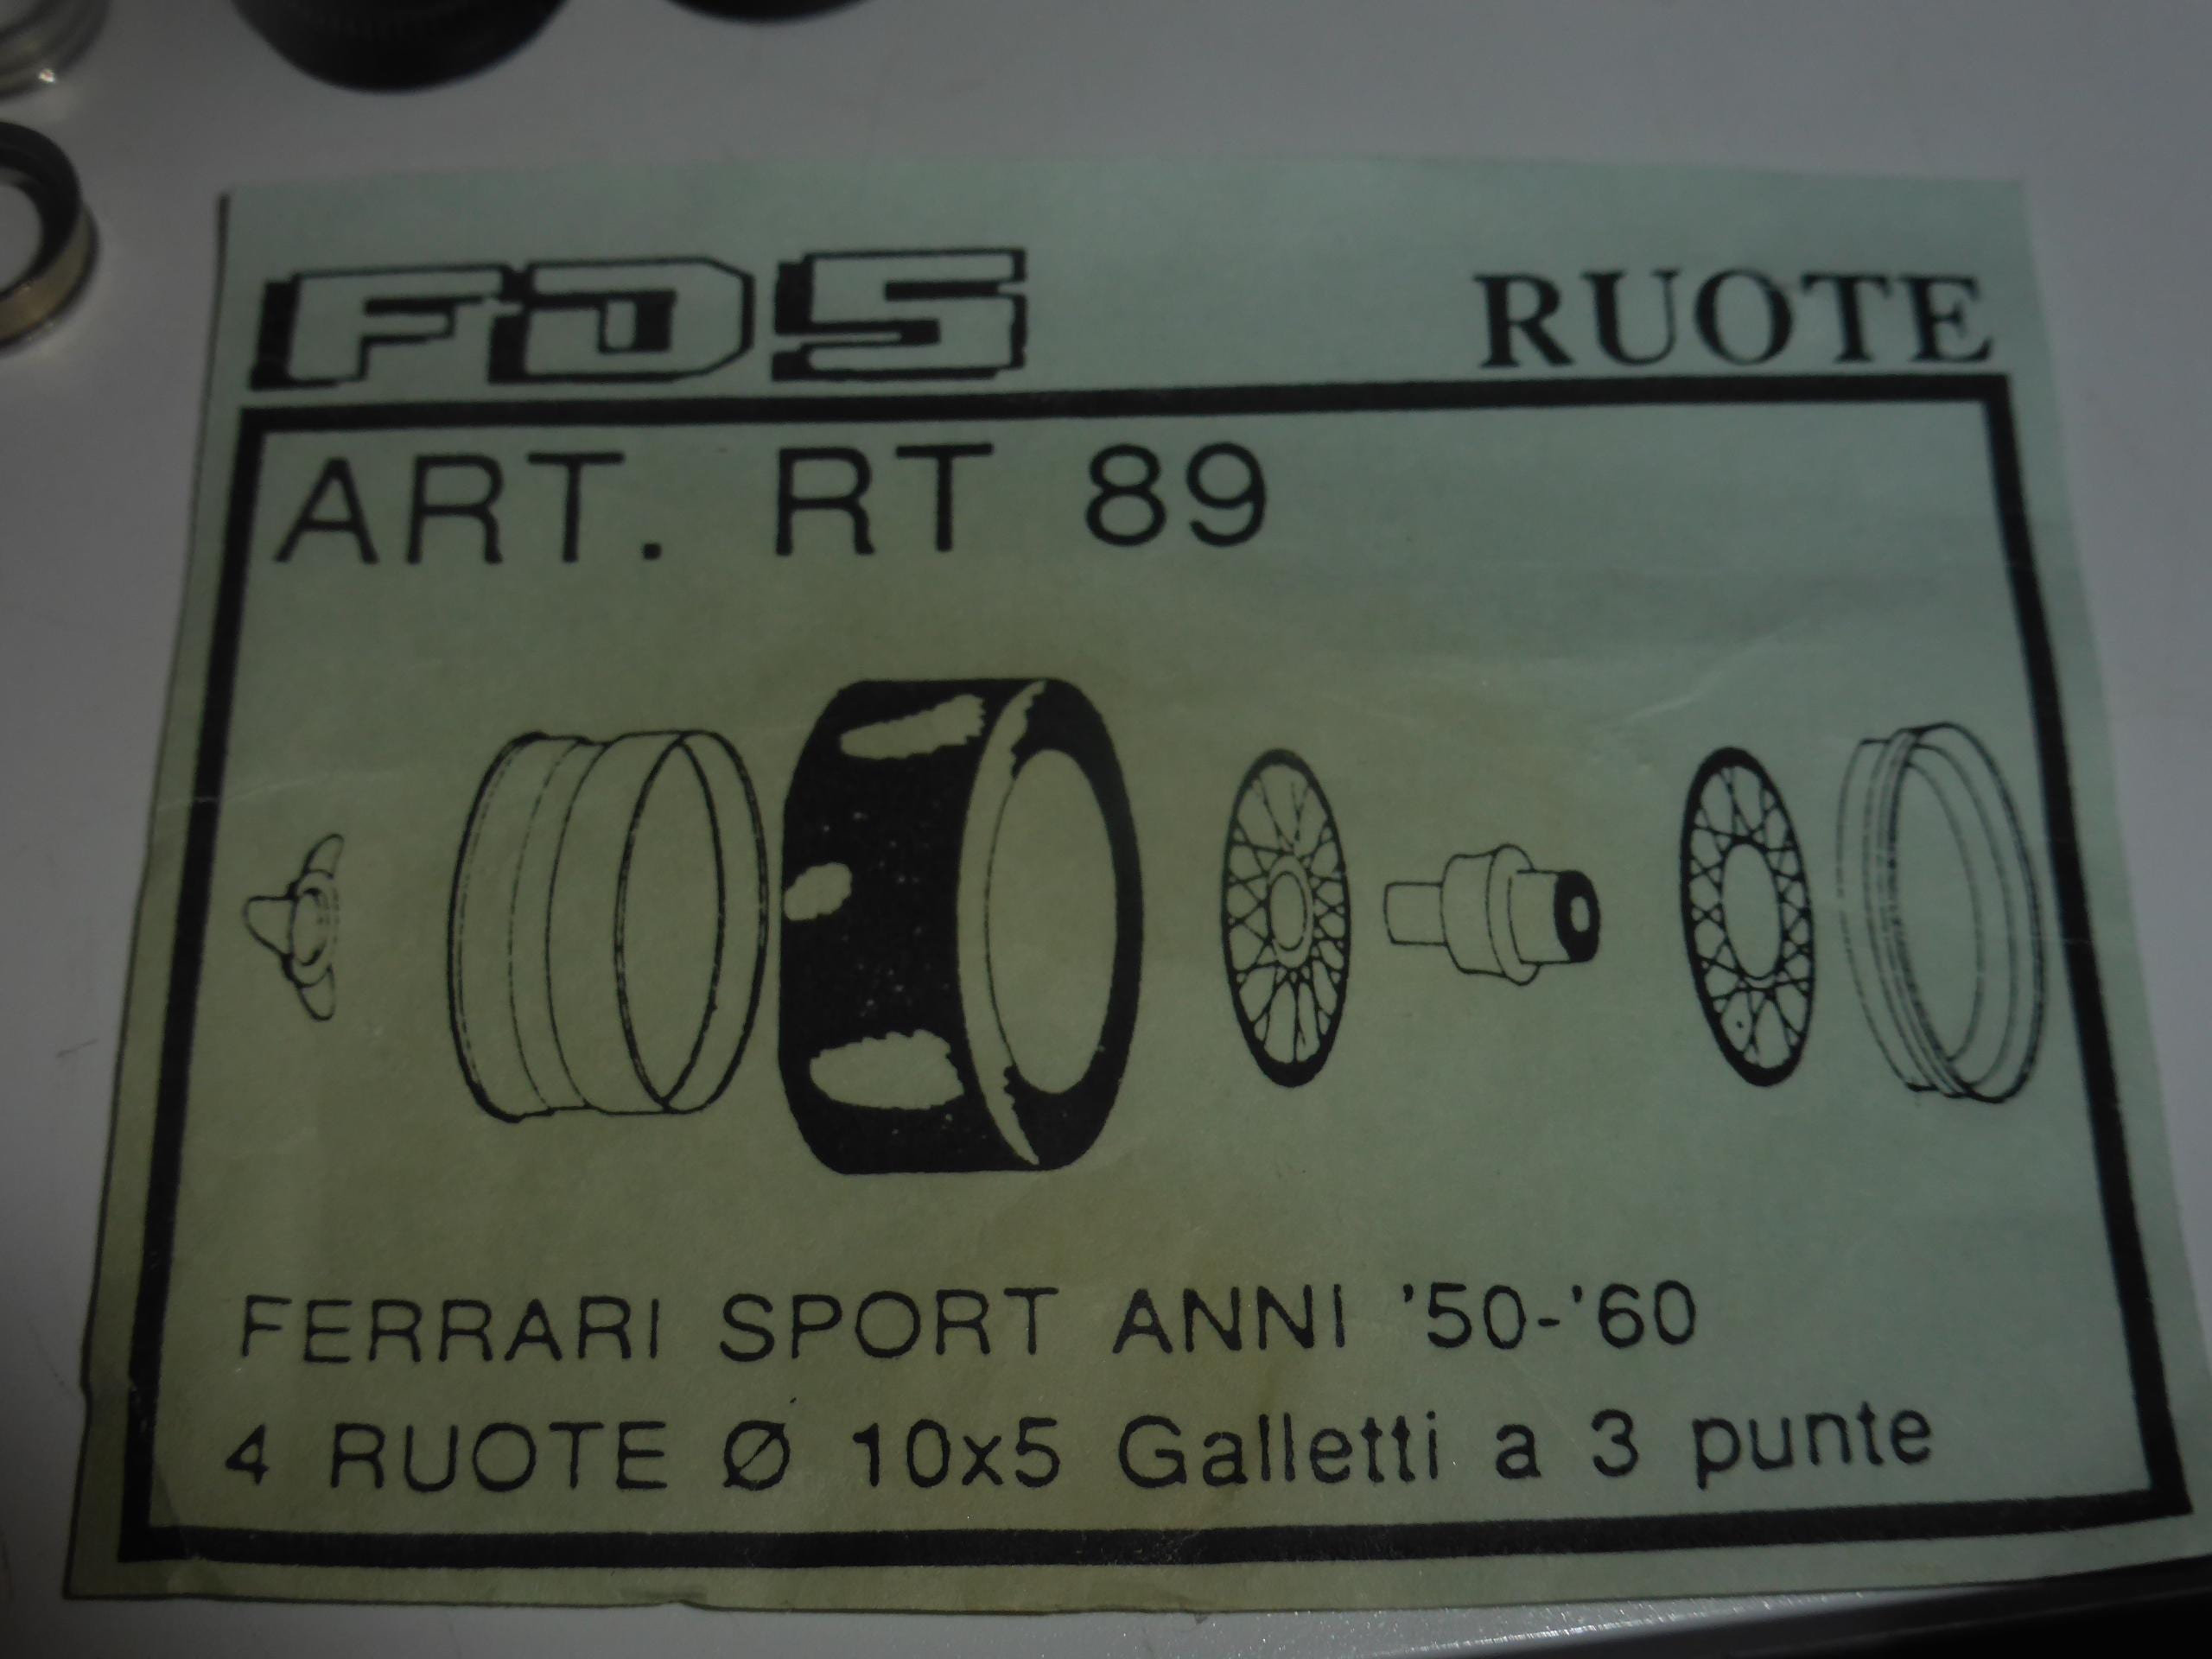 FDS RUOTE
ART. RT 89
FERRARI SPORT ANNI '50-'60
4 RUOTE Ø 10x5 Galletti a 3 punte